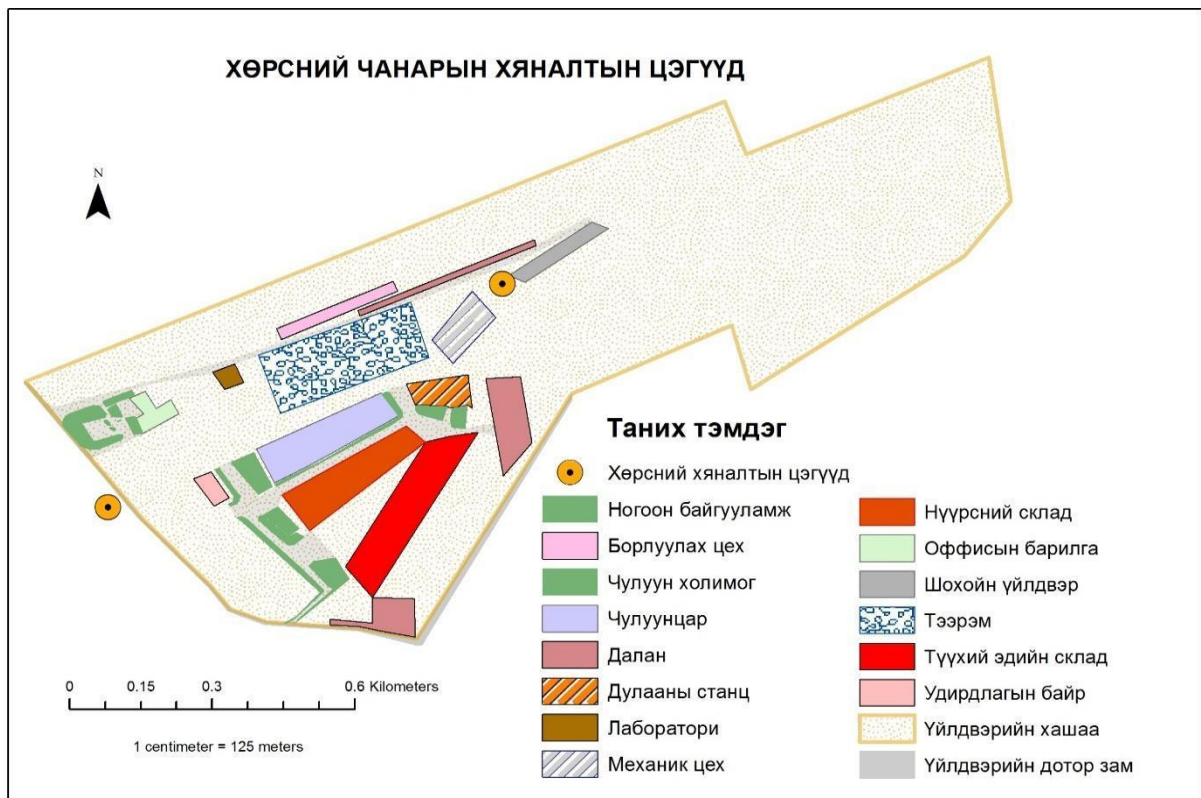 ХӨРСНИЙ ЧАНАРЫН ХЯНАЛТЫН ЦЭГҮҮД
N
Таних тэмдэг
Хөрсний хяналтын цэгүүд
Ногоон байгууламж
Борлуулах цех
Чулуун холимог
Чулуунцар
Далан
Дулааны станц
Лаборатори
Механик цех
Нүүрсний склад
Оффисын барилга
Шохойн үйлдвэр
Тээрэм
Түүхий эдийн склад
Удирдлагын байр
Үйлдвэрийн хашаа
Үйлдвэрийн дотор зам
0 0.15 0.3 0.6 Kilometers
1 centimeter = 125 meters